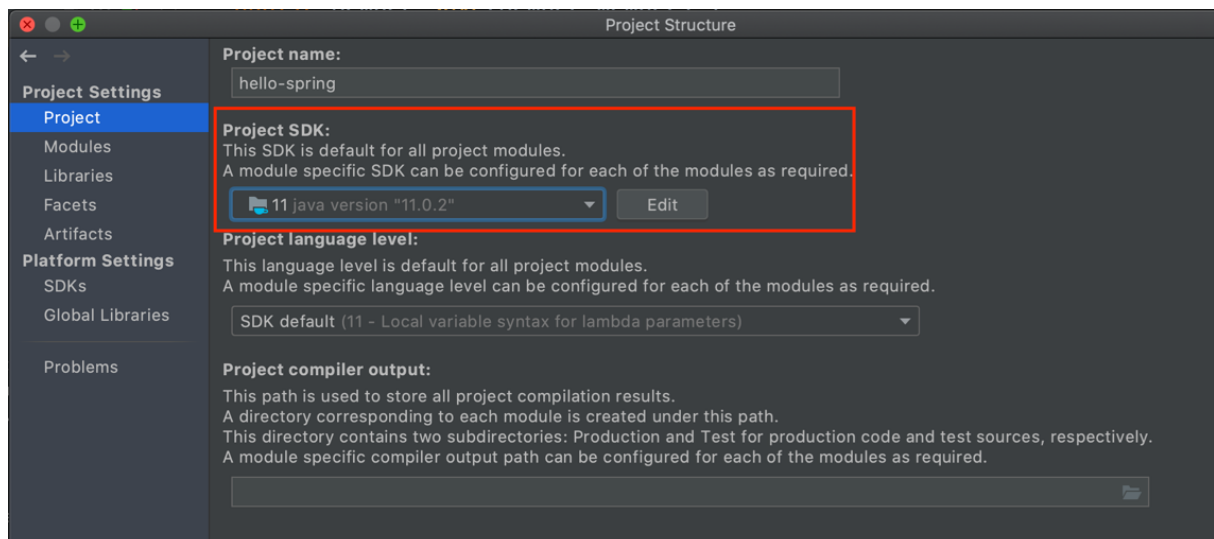 Project Structure
Project name:
hello-spring
Project Settings
Project
Modules
Libraries
Facets
Artifacts
Platform Settings
SDKs
Global Libraries
Problems
Project SDK:
This SDK is default for all project modules.
A module specific SDK can be configured for each of the modules as required.
11 java version "11.0.2"
Edit
Project language level:
This language level is default for all project modules.
A module specific language level can be configured for each of the modules as required.
SDK default (11 - Local variable syntax for lambda parameters)
Project compiler output:
This path is used to store all project compilation results.
A directory corresponding to each module is created under this path.
This directory contains two subdirectories: Production and Test for production code and test sources, respectively.
A module specific compiler output path can be configured for each of the modules as required.